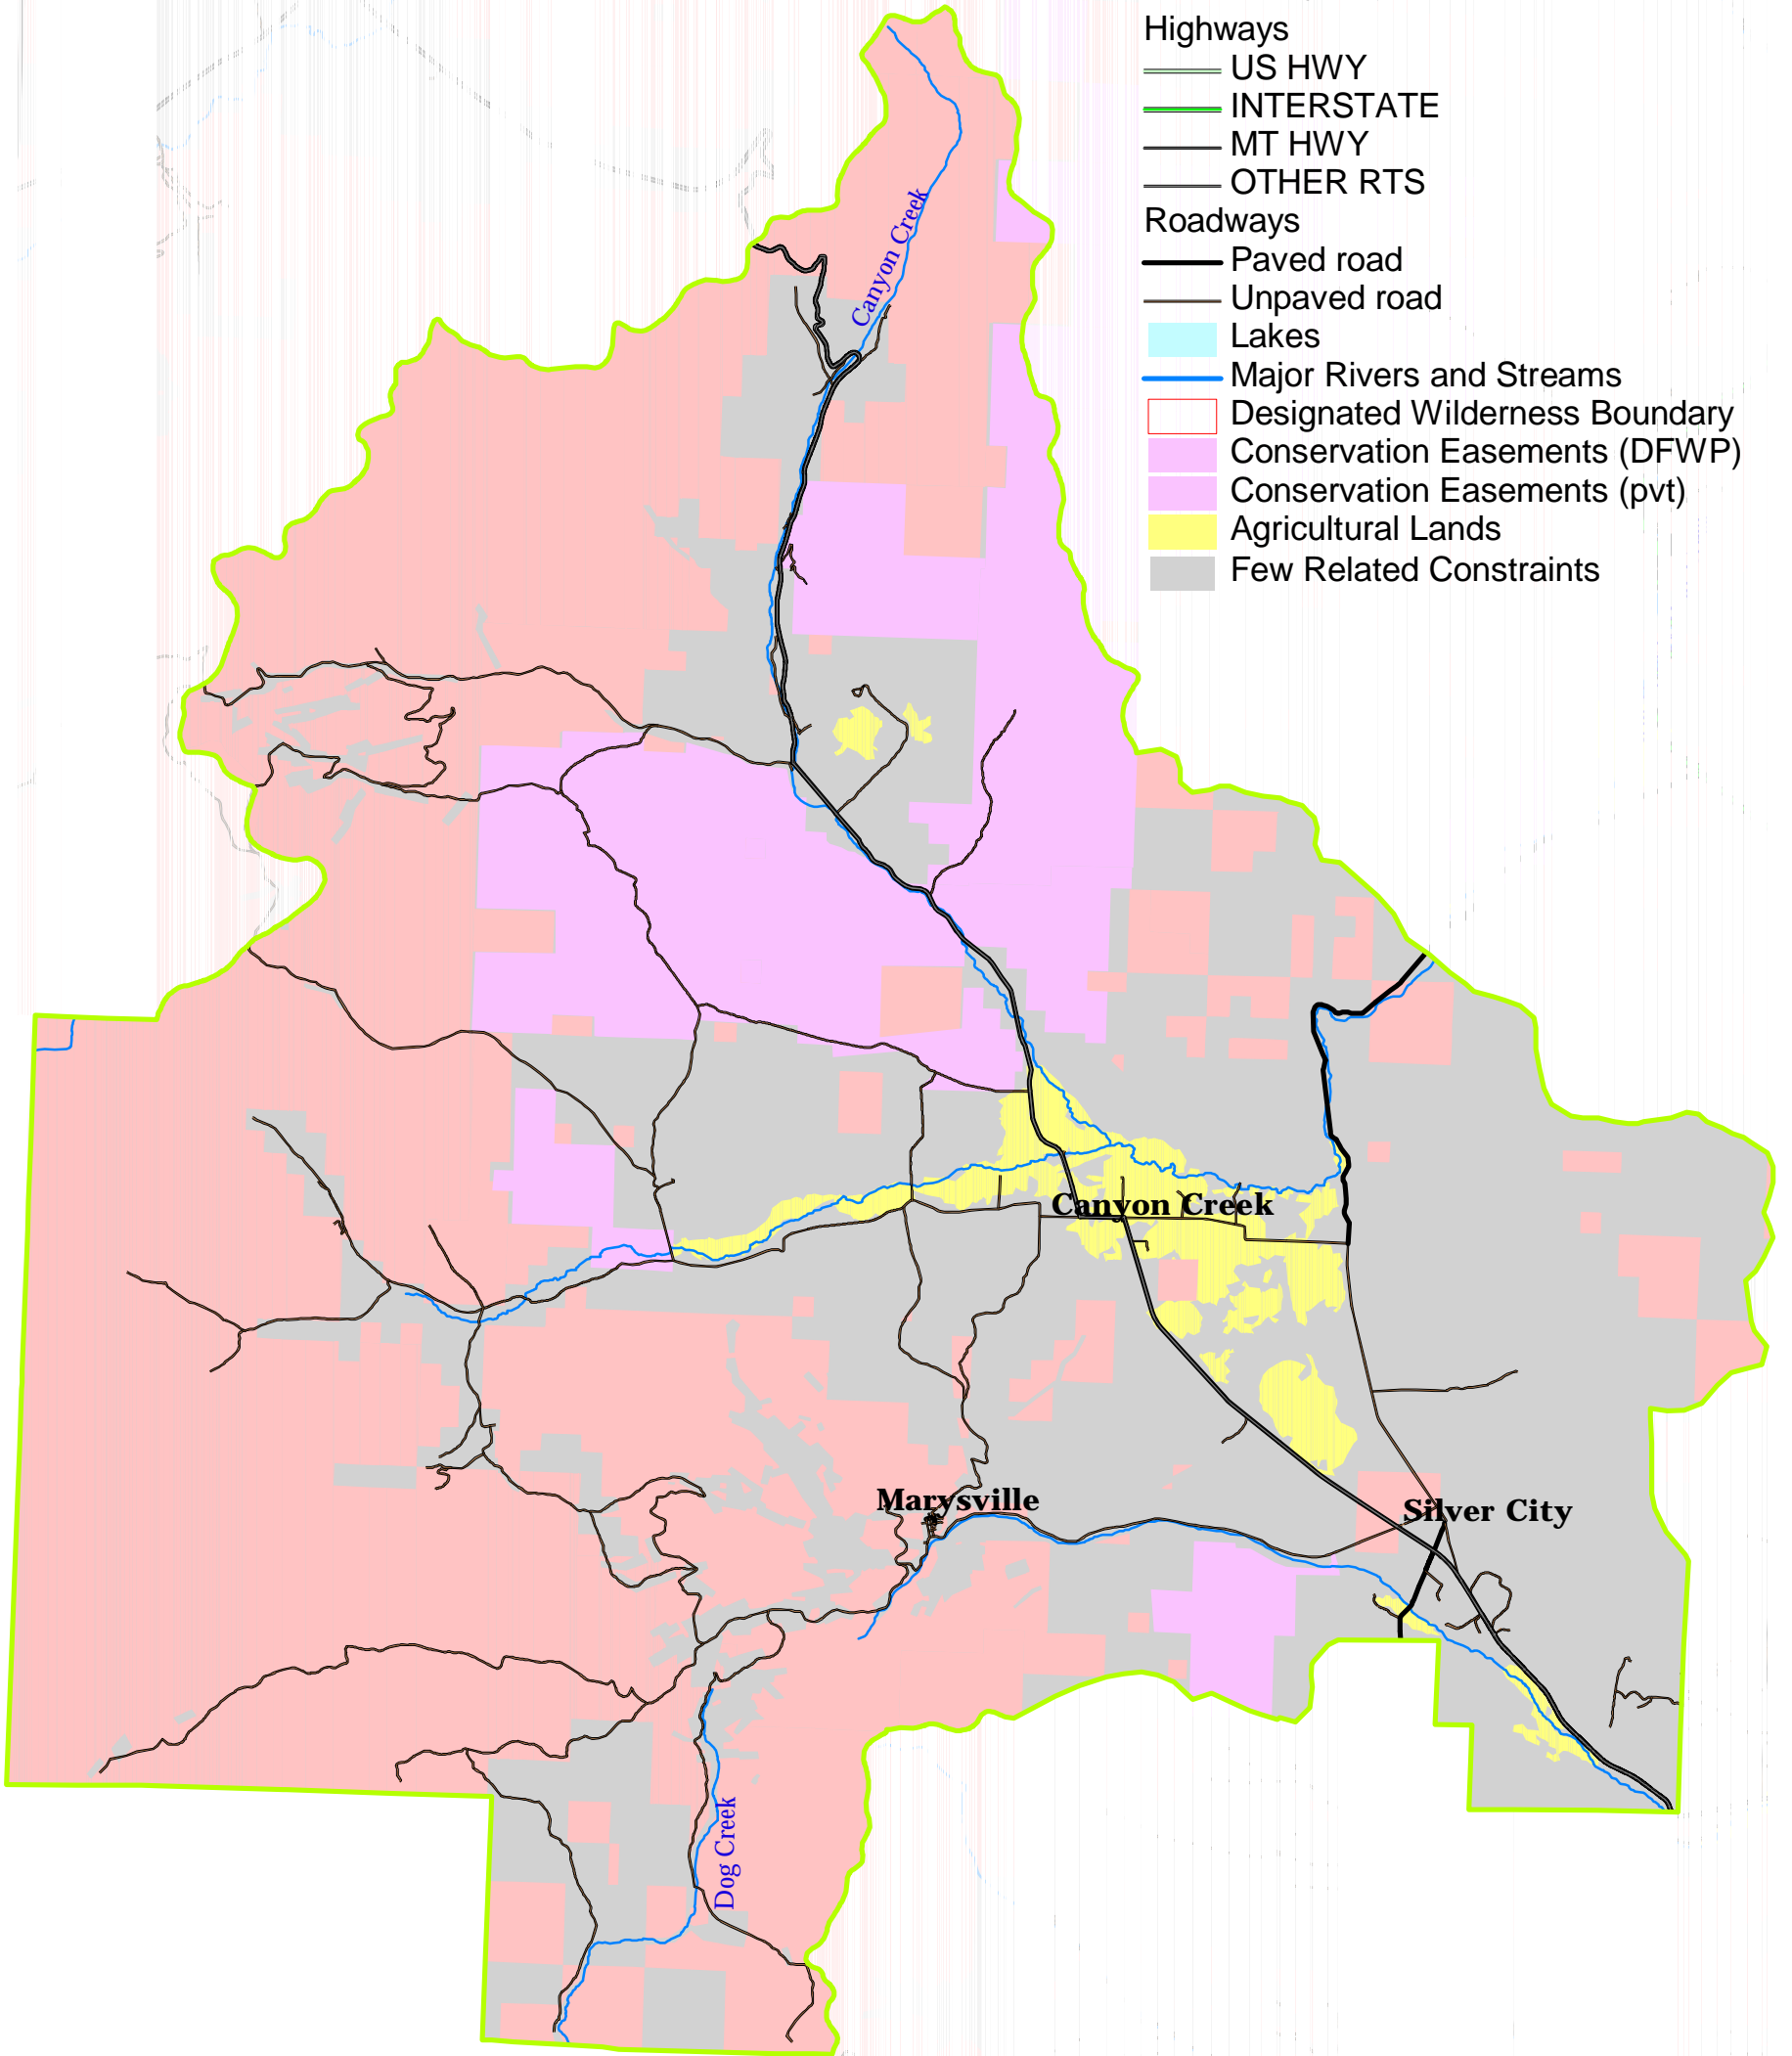 Highways
US HWY
INTERSTATE
MT HWY
OTHER RTS
Roadways
Paved road
Unpaved road
Lakes
Major Rivers and Streams
Designated Wilderness Boundary
Conservation Easements (DFWP)
Conservation Easements (pvt)
Agricultural Lands
Few Related Constraints
Canyon Creek
Canyon Creek
Marysville
Silver City
Dog Creek